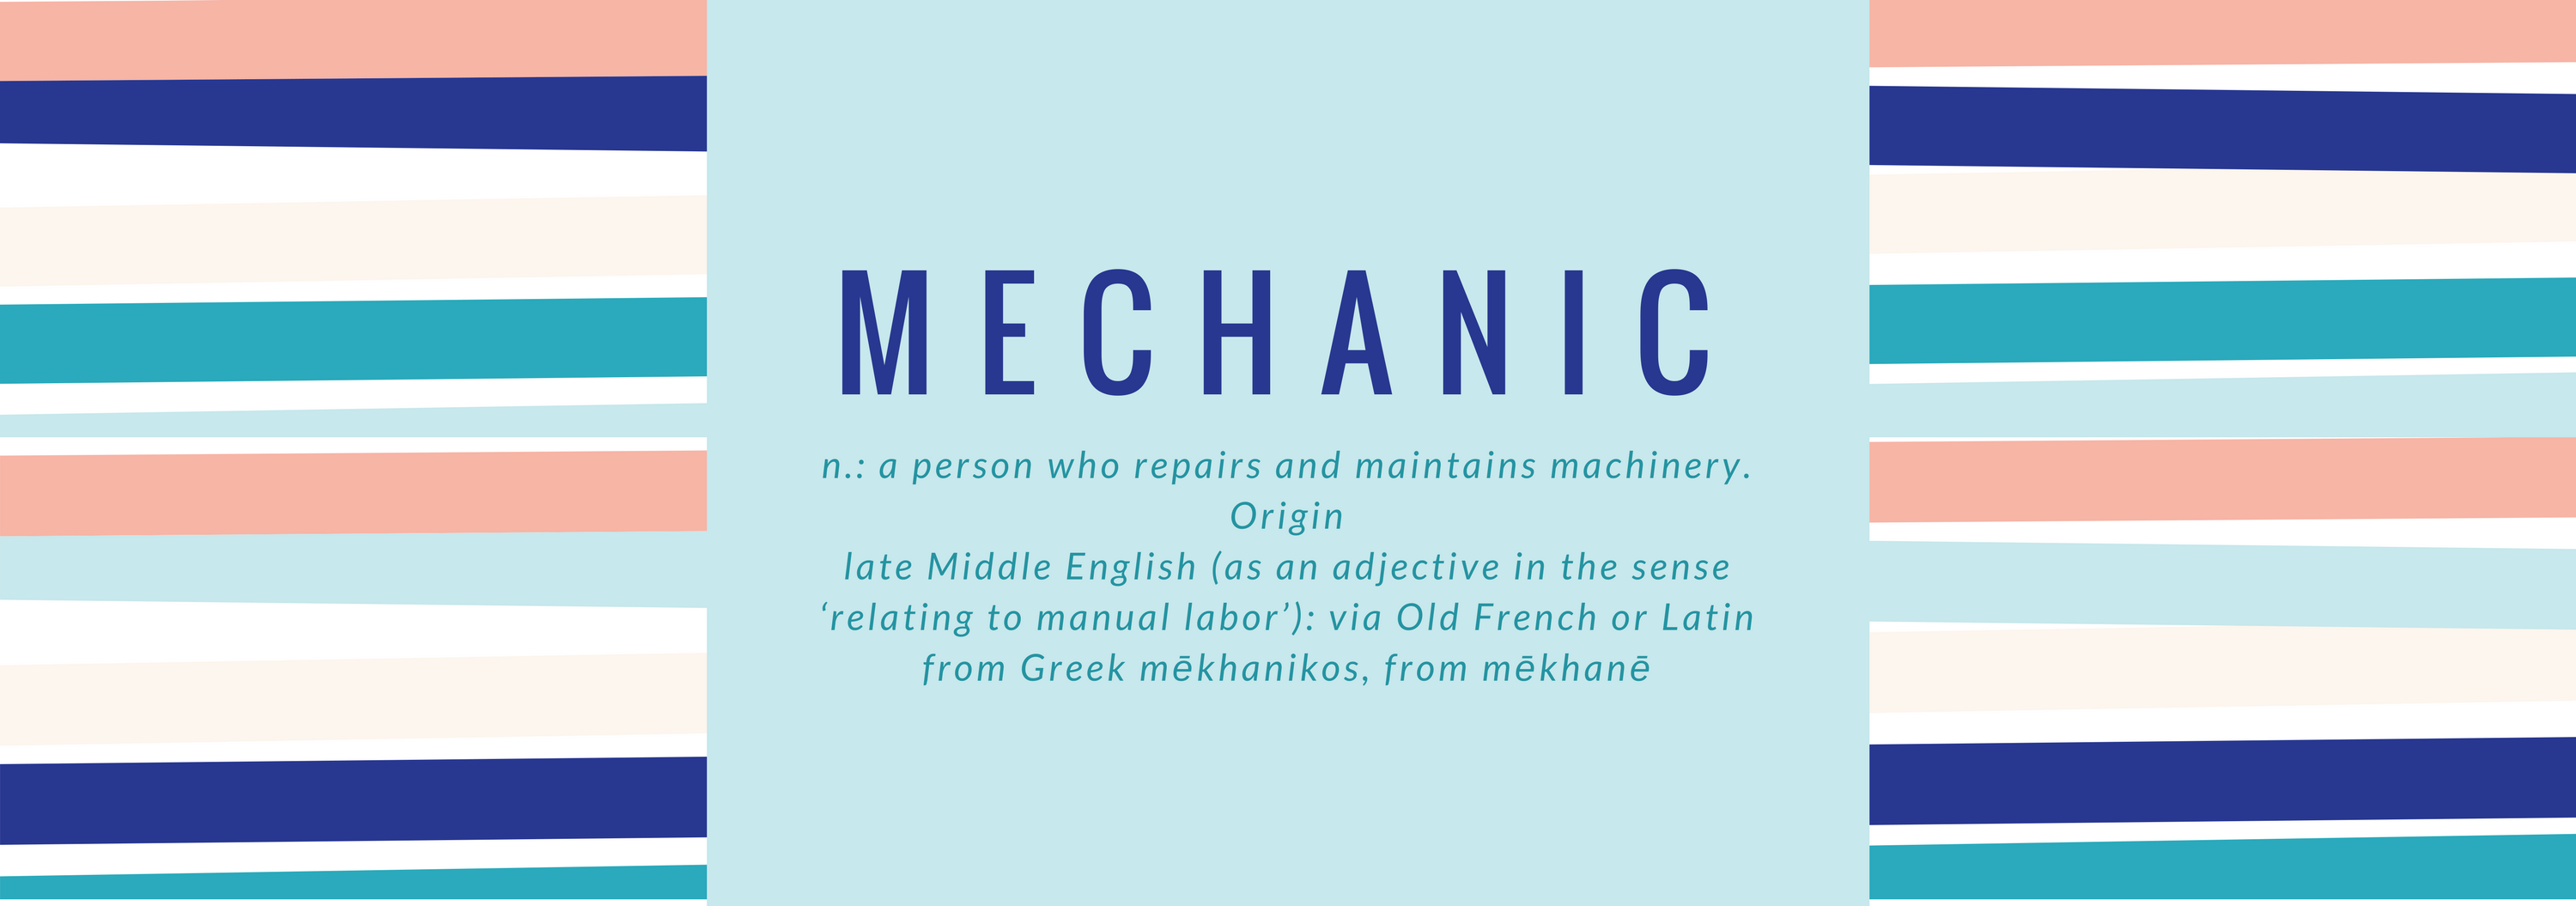 MECHANIC
n.: a person who repairs and maintains machinery.
Origin
late Middle English (as an adjective in the sense
‘relating to manual labor’): via Old French or Latin
from Greek mēkhanikos, from mēkhanē